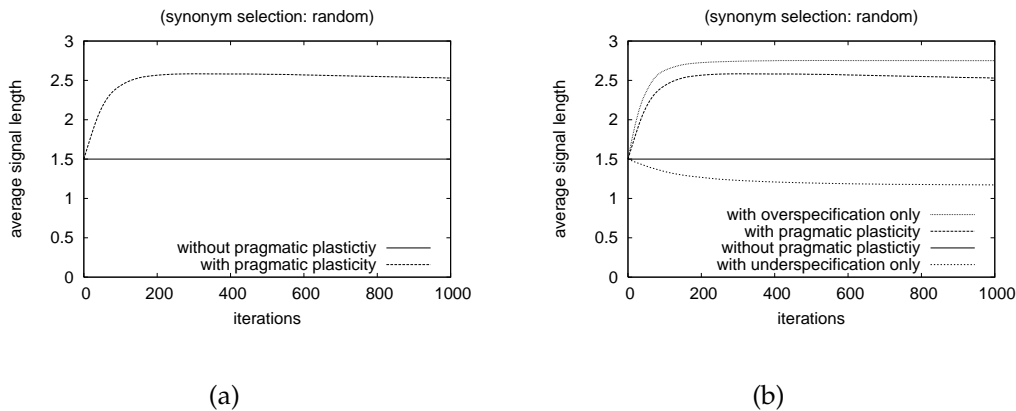 (synonym selection: random)
3
2.5
2
1.5
1
0.5
0
average signal length
without pragmatic plastictiy
with pragmatic plasticity
0 200 400 600 800 1000
iterations
(a)
(synonym selection: random)
3
2.5
2
1.5
1
0.5
0
average signal length
with overspecification only
with pragmatic plasticity
without pragmatic plastictiy
with underspecification only
0 200 400 600 800 1000
iterations
(b)